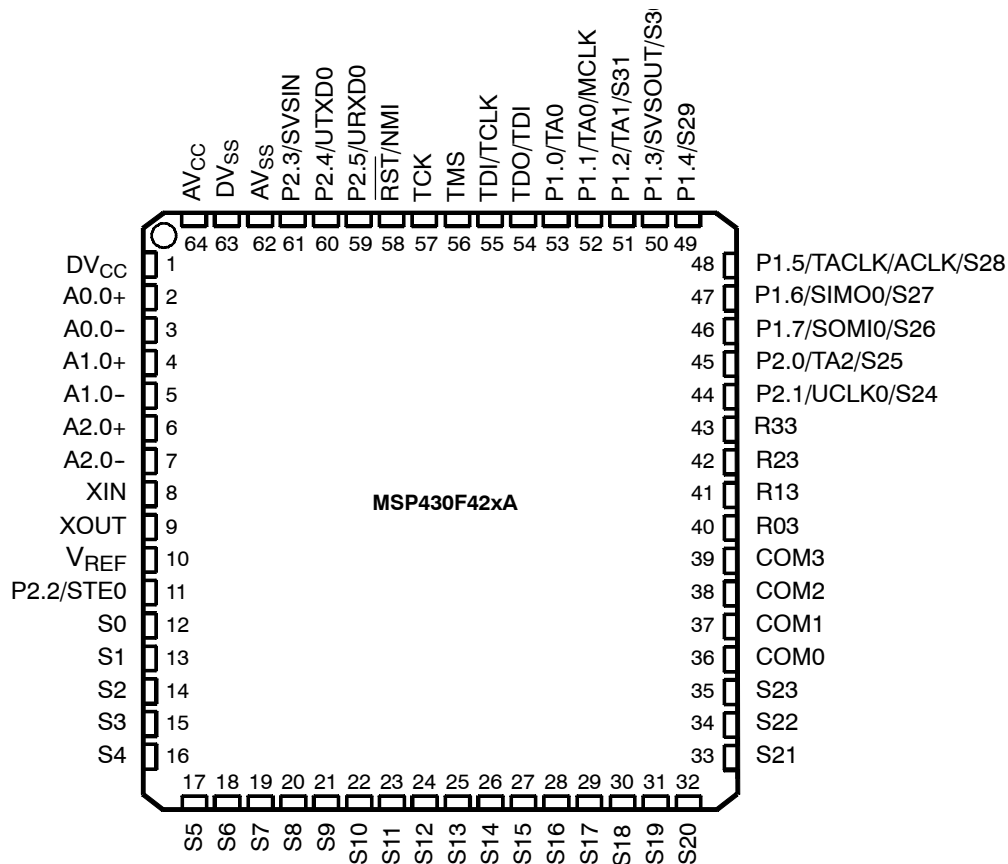 AVCC
DVSS
AVSS
P2.3/SVSIN
P2.4/UTXD0
P2.5/URXD0
RST/NMI
TCK
TMS
TDI/TCLK
TDO/TDI
P1.0/TA0
P1.1/TA0/MCLK
P1.2/TA1/S31
P1.3/SVSOUT/S3
P1.4/S29
64 63 62 61 60 59 58 57 56 55 54 53 52 51 50 49
DVCC 1
A0.0+ 2
A0.0− 3
A1.0+ 4
A1.0− 5
A2.0+ 6
A2.0− 7
XIN 8
XOUT 9
VREF 10
P2.2/STE0 11
S0 12
S1 13
S2 14
S3 15
S4 16
MSP430F42xA
48 P1.5/TACLK/ACLK/S28
47 P1.6/SIMO0/S27
46 P1.7/SOMI0/S26
45 P2.0/TA2/S25
44 P2.1/UCLK0/S24
43 R33
42 R23
41 R13
40 R03
39 COM3
38 COM2
37 COM1
36 COM0
35 S23
34 S22
33 S21
17 18 19 20 21 22 23 24 25 26 27 28 29 30 31 32
S5
S6
S7
S8
S9
S10
S11
S12
S13
S14
S15
S16
S17
S18
S19
S20